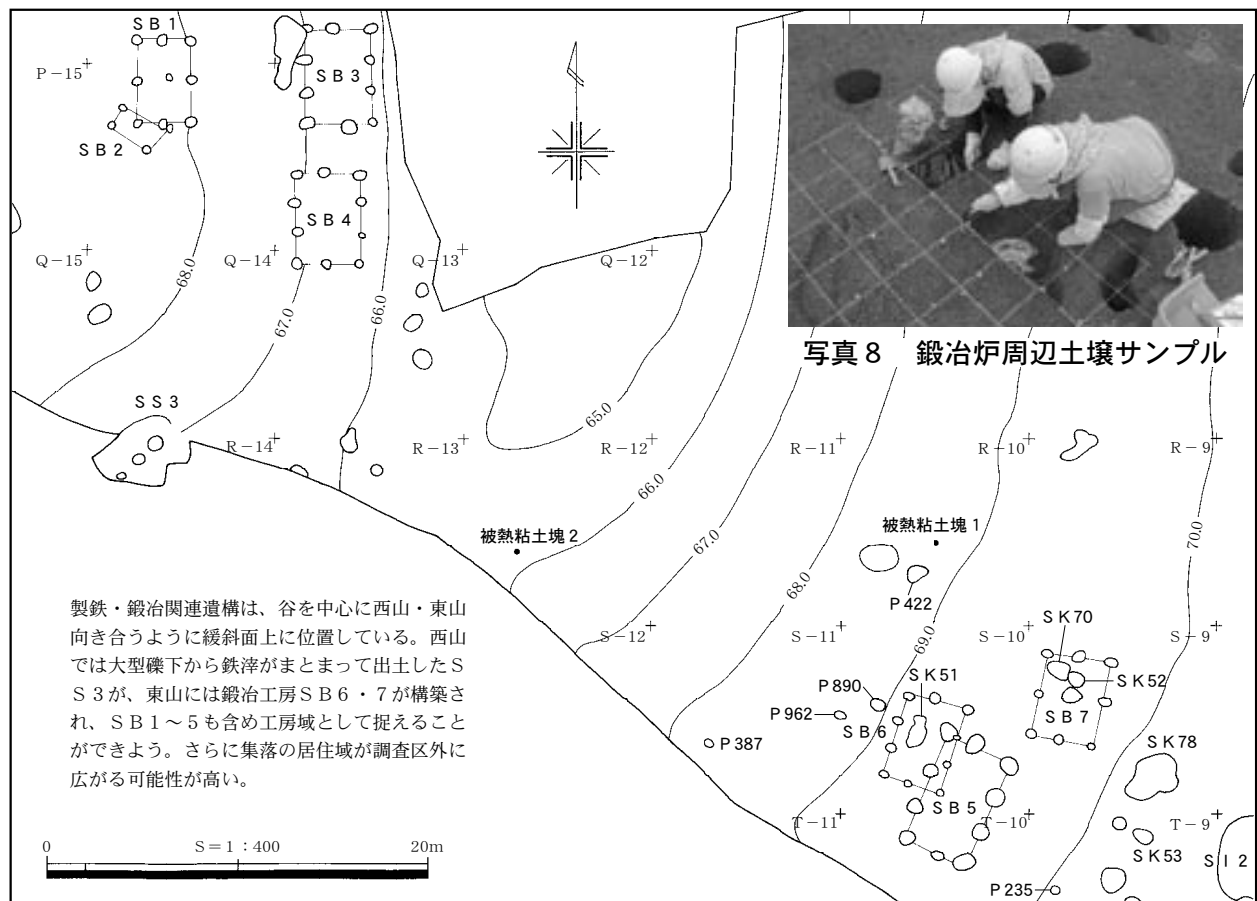 SB1
P-15
SB3
SB2
SB4
Q-15
Q-14
Q-13
Q-12
68.0
67.0
66.0
65.0
写真8 鍛冶炉周辺土壌サンプル
SS3
R-14
R-13
R-12
R-11
R-10
R-9
66.0
67.0
68.0
69.0
70.0
被熱粘土塊2
被熱粘土塊1
P422
製鉄・鍛冶関連遺構は、谷を中心に西山・東山
向き合うように緩斜面上に位置している。西山
では大型礫下から鉄滓がまとまって出土したS
S3が、東山には鍛冶工房SB6・7が構築さ
れ、SB1～5も含め工房域として捉えること
ができよう。さらに集落の居住域が調査区外に
広がる可能性が高い。
S-12
S-11
S-10
S-9
SK70
SK51
SK52
P890
P962
SB6
SB7
P387
SK78
SB5
T-11
T-10
T-9
SK53
SI2
P235
0 S=1:400 20m